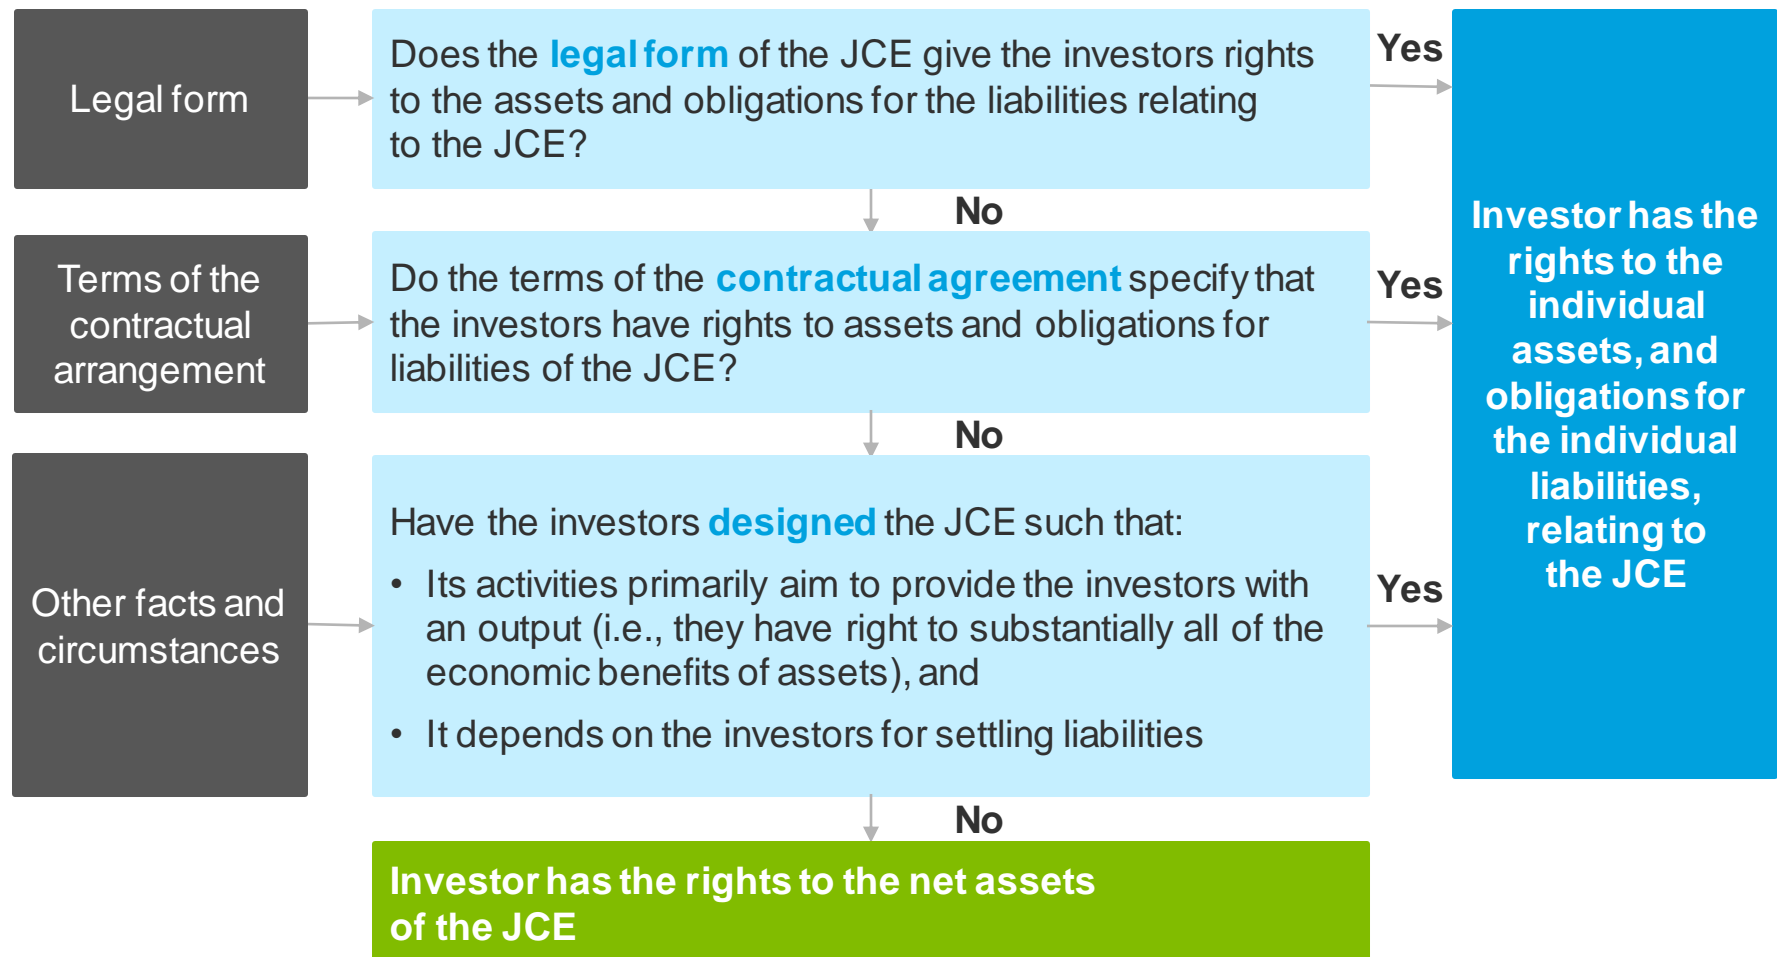 Legal form
Does the legal form of the JCE give the investors rights
to the assets and obligations for the liabilities relating
to the JCE?
Yes
No
Terms of the
contractual
arrangement
Do the terms of the contractual agreement specify that
the investors have rights to assets and obligations for
liabilities of the JCE?
Yes
No
Other facts and
circumstances
Have the investors designed the JCE such that:
• Its activities primarily aim to provide the investors with
an output (i.e., they have right to substantially all of the
economic benefits of assets), and
• It depends on the investors for settling liabilities
Yes
No
Investor has the
rights to the
individual
assets, and
obligations for
the individual
liabilities,
relating to
the JCE
Investor has the rights to the net assets
of the JCE